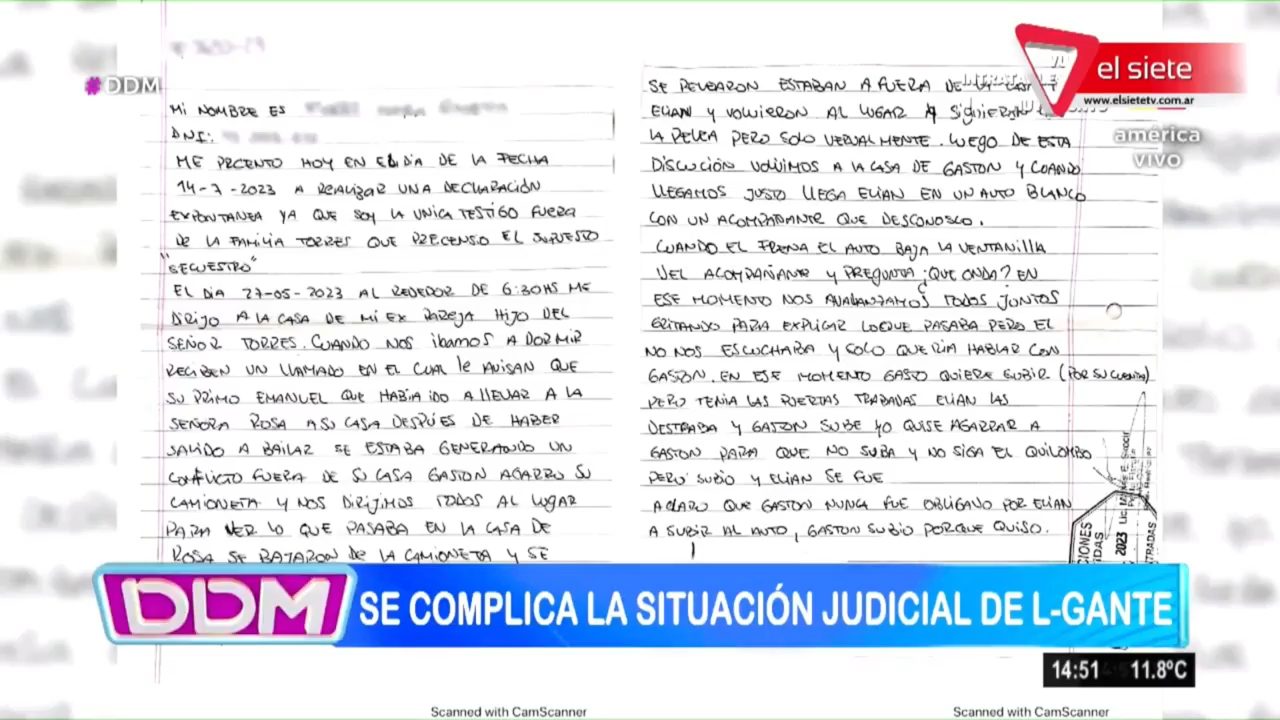 #DDM
MI NOMBRE ES
DNI:
ME PRECENTO HOY EN EL DIA DE LA FECHA
14-7-2023 A REALIZAR UNA DECLARACIÓN
EXPONTANEA YA QUE SOY LA UNICA TESTIGO FUERA
DE LA FAMILIA TORRES QUE PRECENSIO EL SUPUESTO
"SECUESTRO"
EL DIA 27-05-2023 AL REDEDOR DE 6:30HS ME
DIRIJO A LA CASA DE MI EX PAREJA HIJO DEL
SEÑOR TORRES. CUANDO NOS IBAMOS A DORMIR
RECIBEN UN LLAMADO EN EL CUAL le AVISAN QUE
SU PRIMO EMANUEL QUE HABIA IDO A LLEVAR A LA
SEÑORA ROSA A SU CASA DESPUES DE HABER
SALIDO A BAILAR SE ESTABA GENERANDO UN
CONFLICTO FUERA DE SU CASA GASTON AGARRO SU
CAMIONETA Y NOS DIRIJIMOS TODOS AL LUGAR
PARA VER LO QUE PASABA EN LA CASA DE
ROSA SE BAJARON DE LA CAMIONETA Y SE
SE PELEARON ESTABAN A FUERA DE LA
ELIAN Y VOLVIERON AL LUGAR A SIGUIERON
LA PELEA PERO SOLO VERVALMENTE. LUEGO DE ESTA
DISCUCIÓN VOLVIMOS A LA CASA DE GASTON Y CUANDO
LLEGAMOS JUSTO LLEGA ELIAN EN UN AUTO BLANCO
CON UN ACOMPAÑANTE QUE DESCONOSCO.
CUANDO EL FRENA EL AUTO BAJA LA VENTANILLA
DEL ACOMPAÑANTE Y PREGUNTA ¿QUE ONDA? EN
ESE MOMENTO NOS AVALANZAMOS TODOS JUNTOS
GRITANDO PARA EXPLICAR LOQUE PASABA PERO EL
NO NOS ESCUCHABA Y SOLO QUERIA HABLAR CON
GASTON. EN ESE MOMENTO GASTO QUIERE SUBIR (POR SU CUENTA)
PERO TENIA LAS PUERTAS TRABADAS ELIAN LAS
DESTRABA Y GASTON SUBE YO QUISE AGARRAR A
GASTON PARA QUE NO SUBA Y NO SIGA EL QUILOMBO
PERO SUBIO Y ELIAN SE FUE
ACLARO QUE GASTON NUNCA FUE OBLIGADO POR ELIAN
A SUBIR AL AUTO, GASTON SUBIO PORQUE QUISO.
el siete
www.elsietetv.com.ar
américa
VIVO
DDM
SE COMPLICA LA SITUACIÓN JUDICIAL DE L-GANTE
14:51 11.8°C
Scanned with CamScanner
Scanned with CamScanner